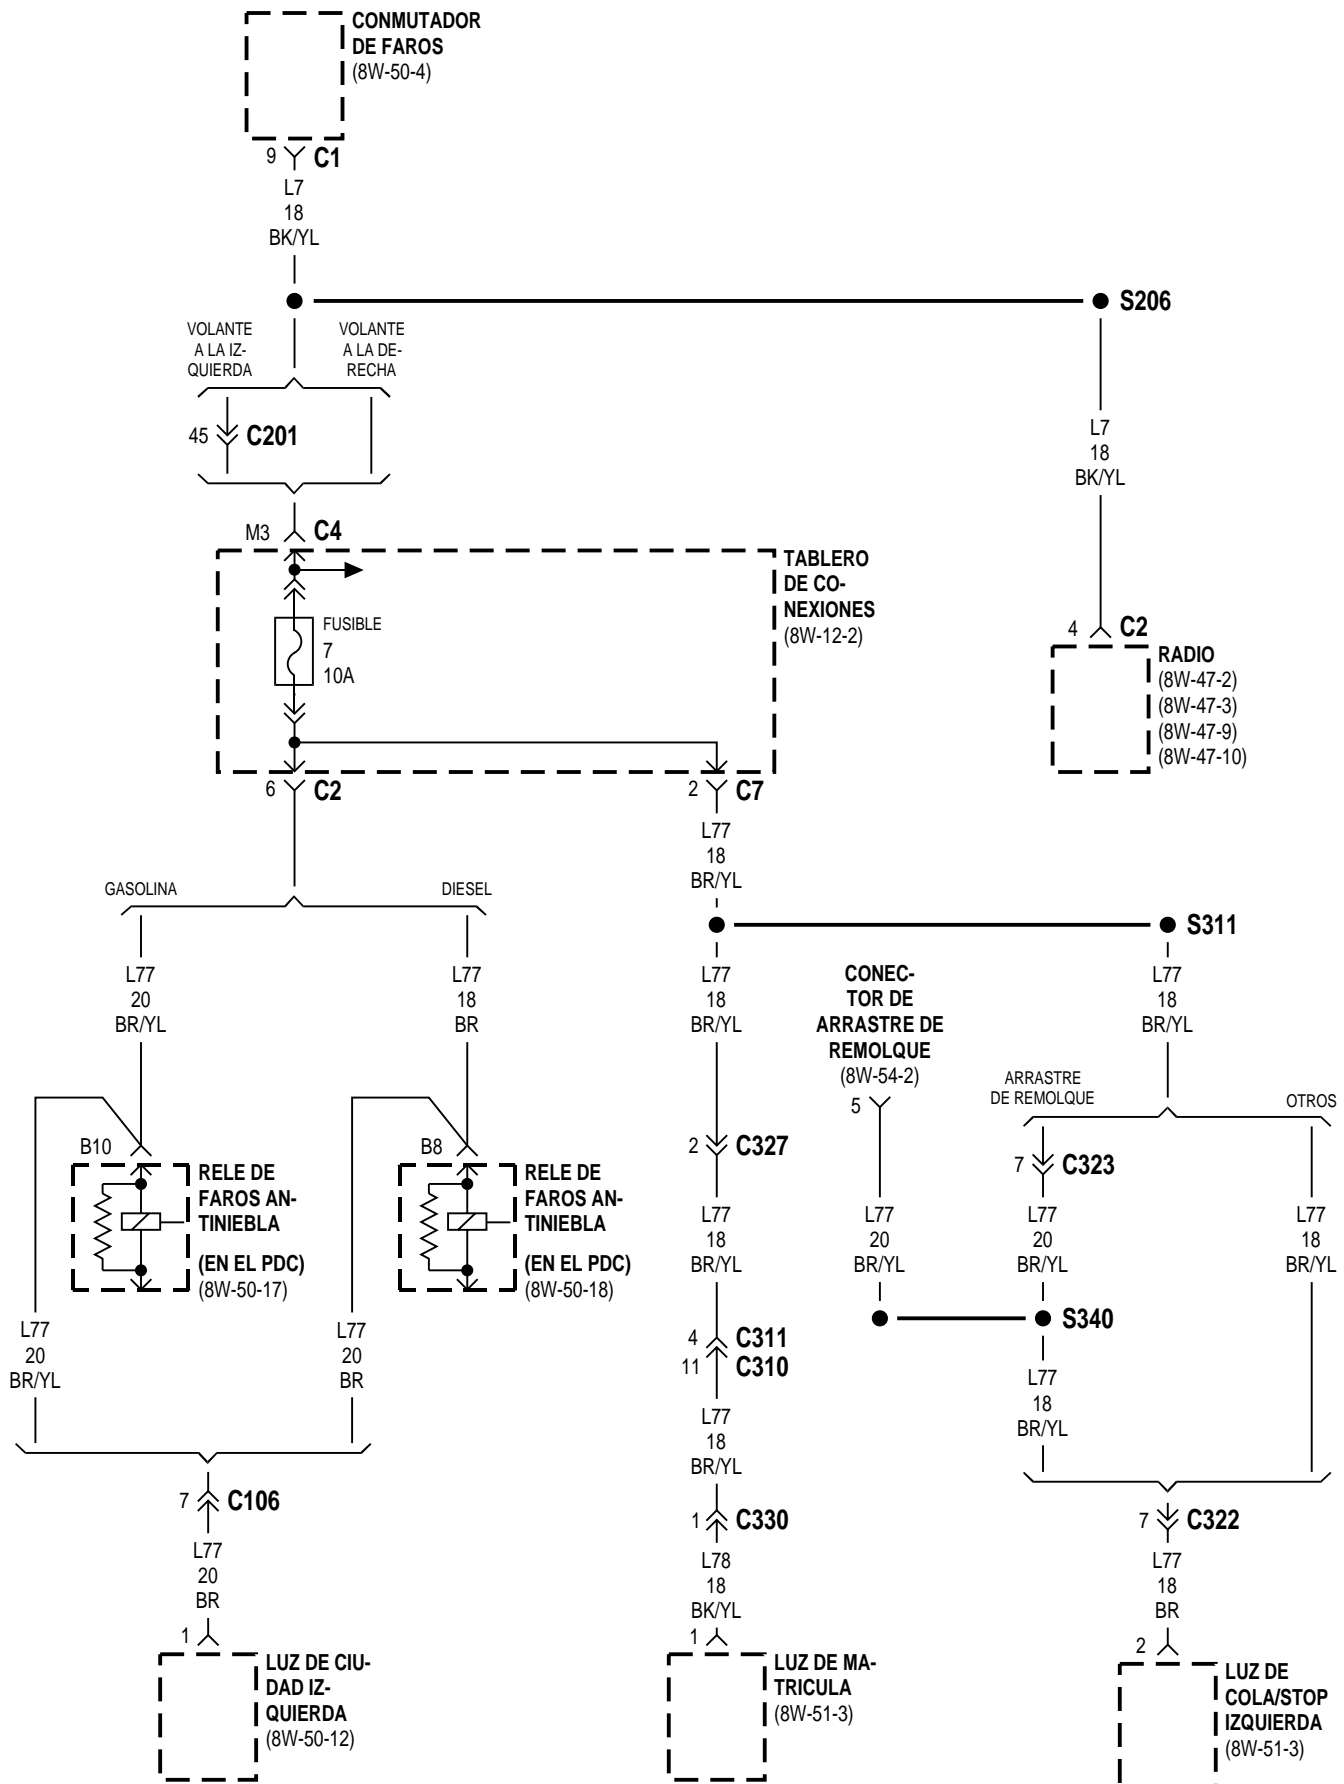 CONMUTADOR
DE FAROS
(8W-50-4)
9
C1
L7
18
BK/YL
S206
VOLANTE
A LA IZ-
QUIERDA
VOLANTE
A LA DE-
RECHA
45
C201
L7
18
BK/YL
M3
C4
TABLERO
DE CO-
NEXIONES
(8W-12-2)
FUSIBLE
7
10A
4
C2
RADIO
(8W-47-2)
(8W-47-3)
(8W-47-9)
(8W-47-10)
6
C2
2
C7
L77
18
BR/YL
GASOLINA
DIESEL
S311
L77
20
BR/YL
L77
18
BR
L77
18
BR/YL
CONEC-
TOR DE
ARRASTRE DE
REMOLQUE
(8W-54-2)
5
L77
18
BR/YL
ARRASTRE
DE REMOLQUE
OTROS
B10
RELE DE
FAROS AN-
TINIEBLA
(EN EL PDC)
(8W-50-17)
B8
RELE DE
FAROS AN-
TINIEBLA
(EN EL PDC)
(8W-50-18)
2
C327
7
C323
L77
18
BR/YL
L77
20
BR/YL
L77
20
BR/YL
L77
18
BR/YL
S340
L77
20
BR/YL
L77
20
BR
4
C311
11
C310
L77
18
BR/YL
L77
18
BR/YL
7
C106
1
C330
7
C322
L77
20
BR
L78
18
BK/YL
L77
18
BR
1
LUZ DE CIU-
DAD IZ-
QUIERDA
(8W-50-12)
1
LUZ DE MA-
TRICULA
(8W-51-3)
2
LUZ DE
COLA/STOP
IZQUIERDA
(8W-51-3)